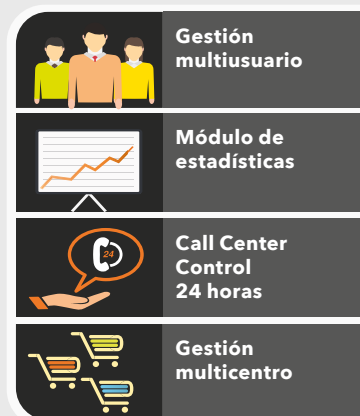 Gestión
multiusuario
Módulo de
estadísticas
24
Call Center
Control
24 horas
Gestión
multicentro